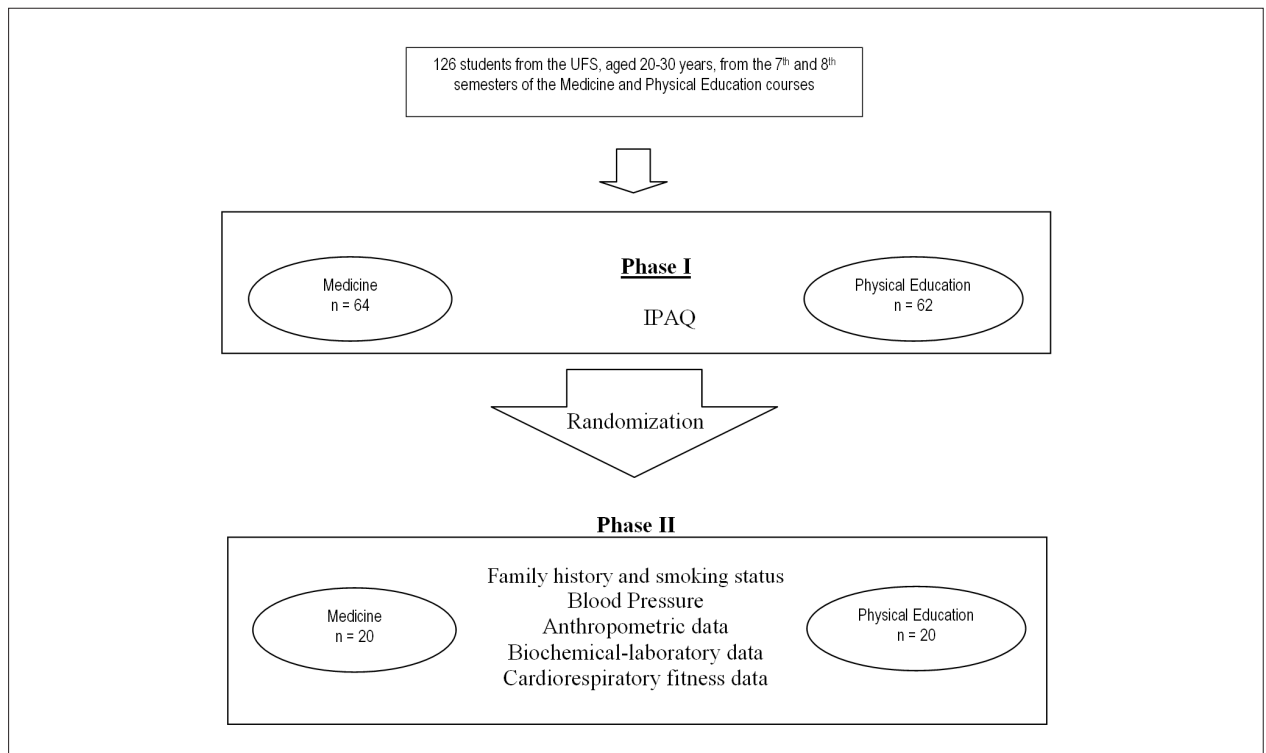 126 students from the UFS, aged 20-30 years, from the 7th and 8th
semesters of the Medicine and Physical Education courses
Phase I
Medicine
n = 64
IPAQ
Physical Education
n = 62
Randomization
Phase II
Medicine
n = 20
Family history and smoking status
Blood Pressure
Anthropometric data
Biochemical-laboratory data
Cardiorespiratory fitness data
Physical Education
n = 20